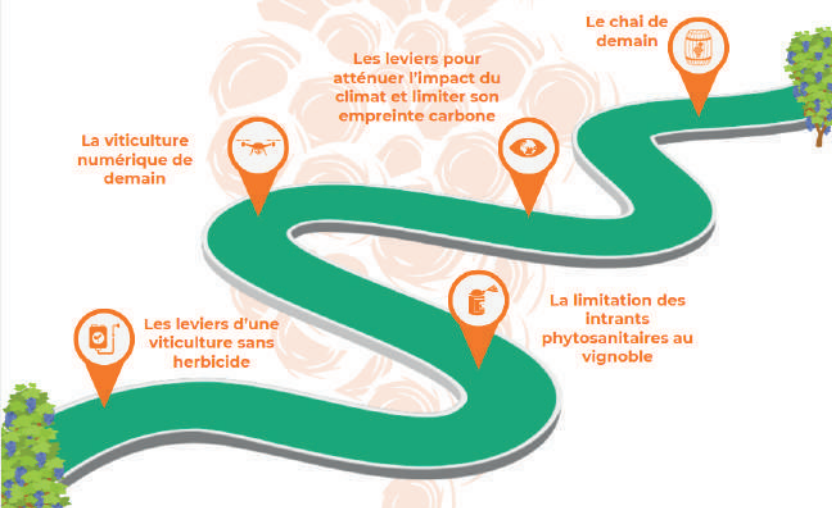 Le chai de
demain
Les leviers pour
atténuer l'impact du
climat et limiter son
empreinte carbone
La viticulture
numérique de
demain
La limitation des
intrants
phytosanitaires au
vignoble
Les leviers d'une
viticulture sans
herbicide